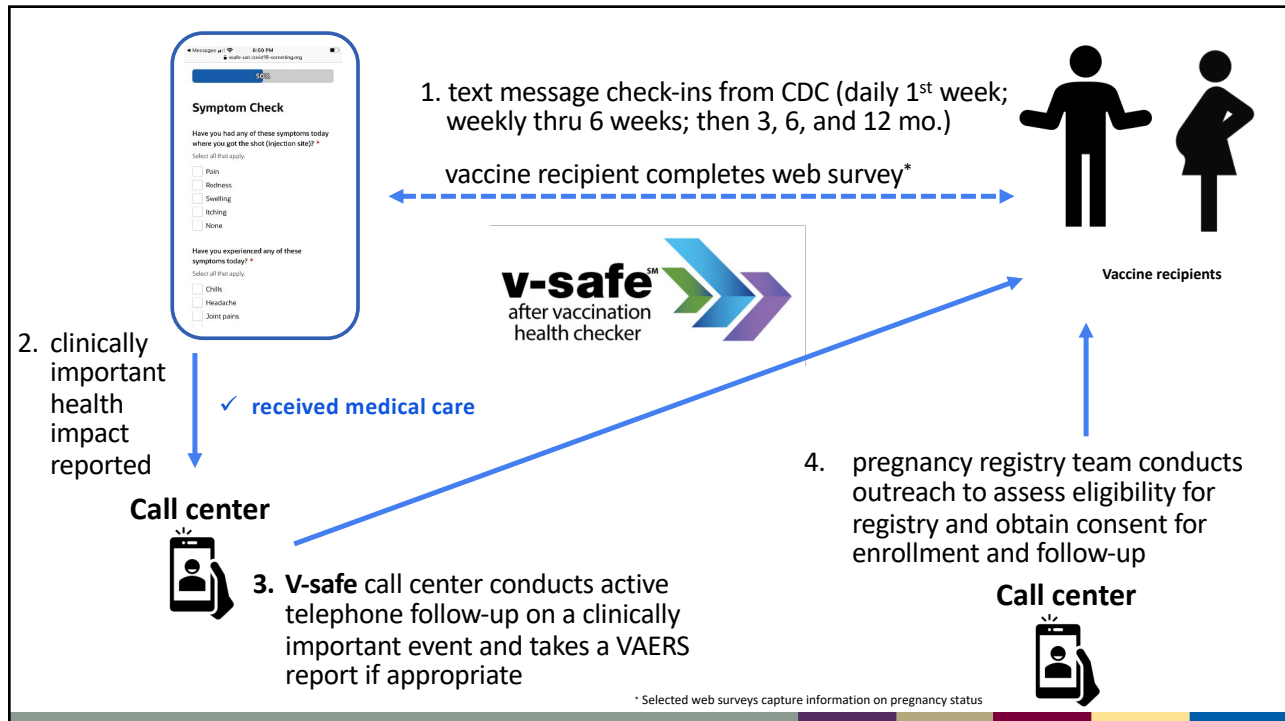 Messages 6:59 PM
vsafe-uat.covid19-screening.org
50%
Symptom Check
Have you had any of these symptoms today
where you got the shot (injection site)? *
Select all that apply.
Pain
Redness
Swelling
Itching
None
Have you experienced any of these
symptoms today? *
Select all that apply.
Chills
Headache
Joint pains
1. text message check-ins from CDC (daily 1st week;
weekly thru 6 weeks; then 3, 6, and 12 mo.)
vaccine recipient completes web survey*
v-safe℠
after vaccination
health checker
Vaccine recipients
2. clinically
important
health
impact
reported
✓ received medical care
Call center
3. V-safe call center conducts active
telephone follow-up on a clinically
important event and takes a VAERS
report if appropriate
4. pregnancy registry team conducts
outreach to assess eligibility for
registry and obtain consent for
enrollment and follow-up
Call center
* Selected web surveys capture information on pregnancy status